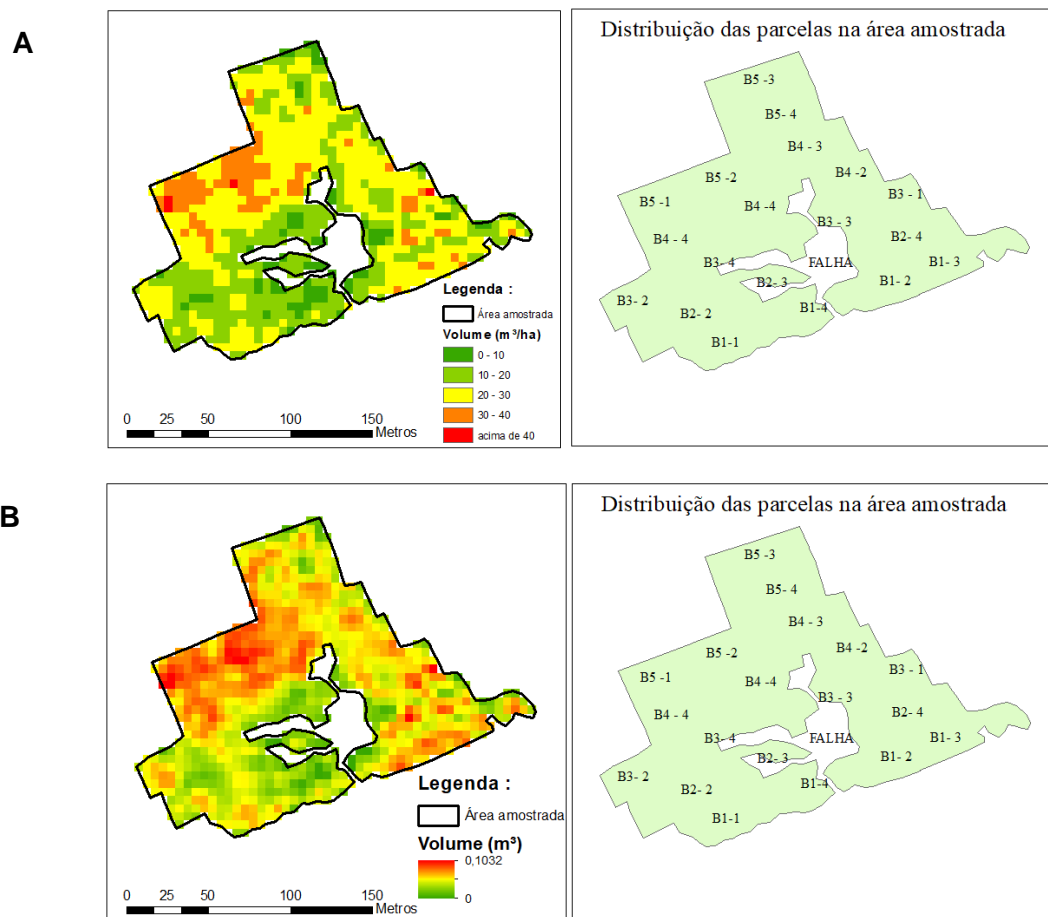 A
Legenda :
Área amostrada
Volume (m³/ha)
0 - 10
10 - 20
20 - 30
30 - 40
acima de 40
0 25 50 100 150
Metros
Distribuição das parcelas na área amostrada
B5 -3
B5- 4
B4 - 3
B4 -2
B5 -2
B3 - 1
B5 -1
B4 -4
B3 - 3
B4 - 4
B2- 4
B3- 4
FALHA
B1- 3
B2- 3
B1- 2
B3- 2
B2- 2
B1-4
B1-1
B
Legenda :
Área amostrada
Volume (m³)
0,1032
0
0 25 50 100 150
Metros
Distribuição das parcelas na área amostrada
B5 -3
B5- 4
B4 - 3
B4 -2
B5 -2
B3 - 1
B5 -1
B4 -4
B3 - 3
B4 - 4
B2- 4
B3- 4
FALHA
B1- 3
B2- 3
B1- 2
B3- 2
B2- 2
B1-4
B1-1